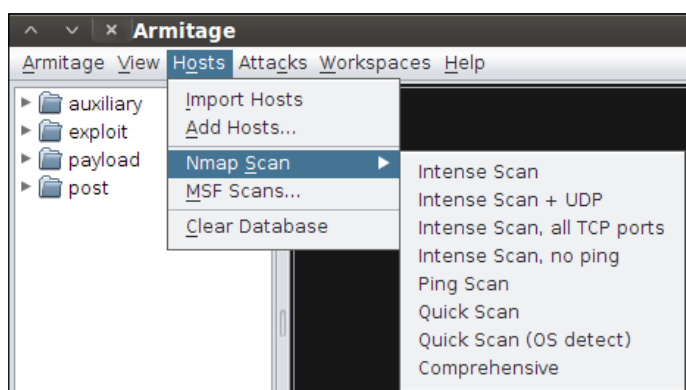 Armitage
Armitage View Hosts Attacks Workspaces Help
auxiliary
exploit
payload
post
Import Hosts
Add Hosts...
Nmap Scan
MSF Scans...
Clear Database
Intense Scan
Intense Scan + UDP
Intense Scan, all TCP ports
Intense Scan, no ping
Ping Scan
Quick Scan
Quick Scan (OS detect)
Comprehensive